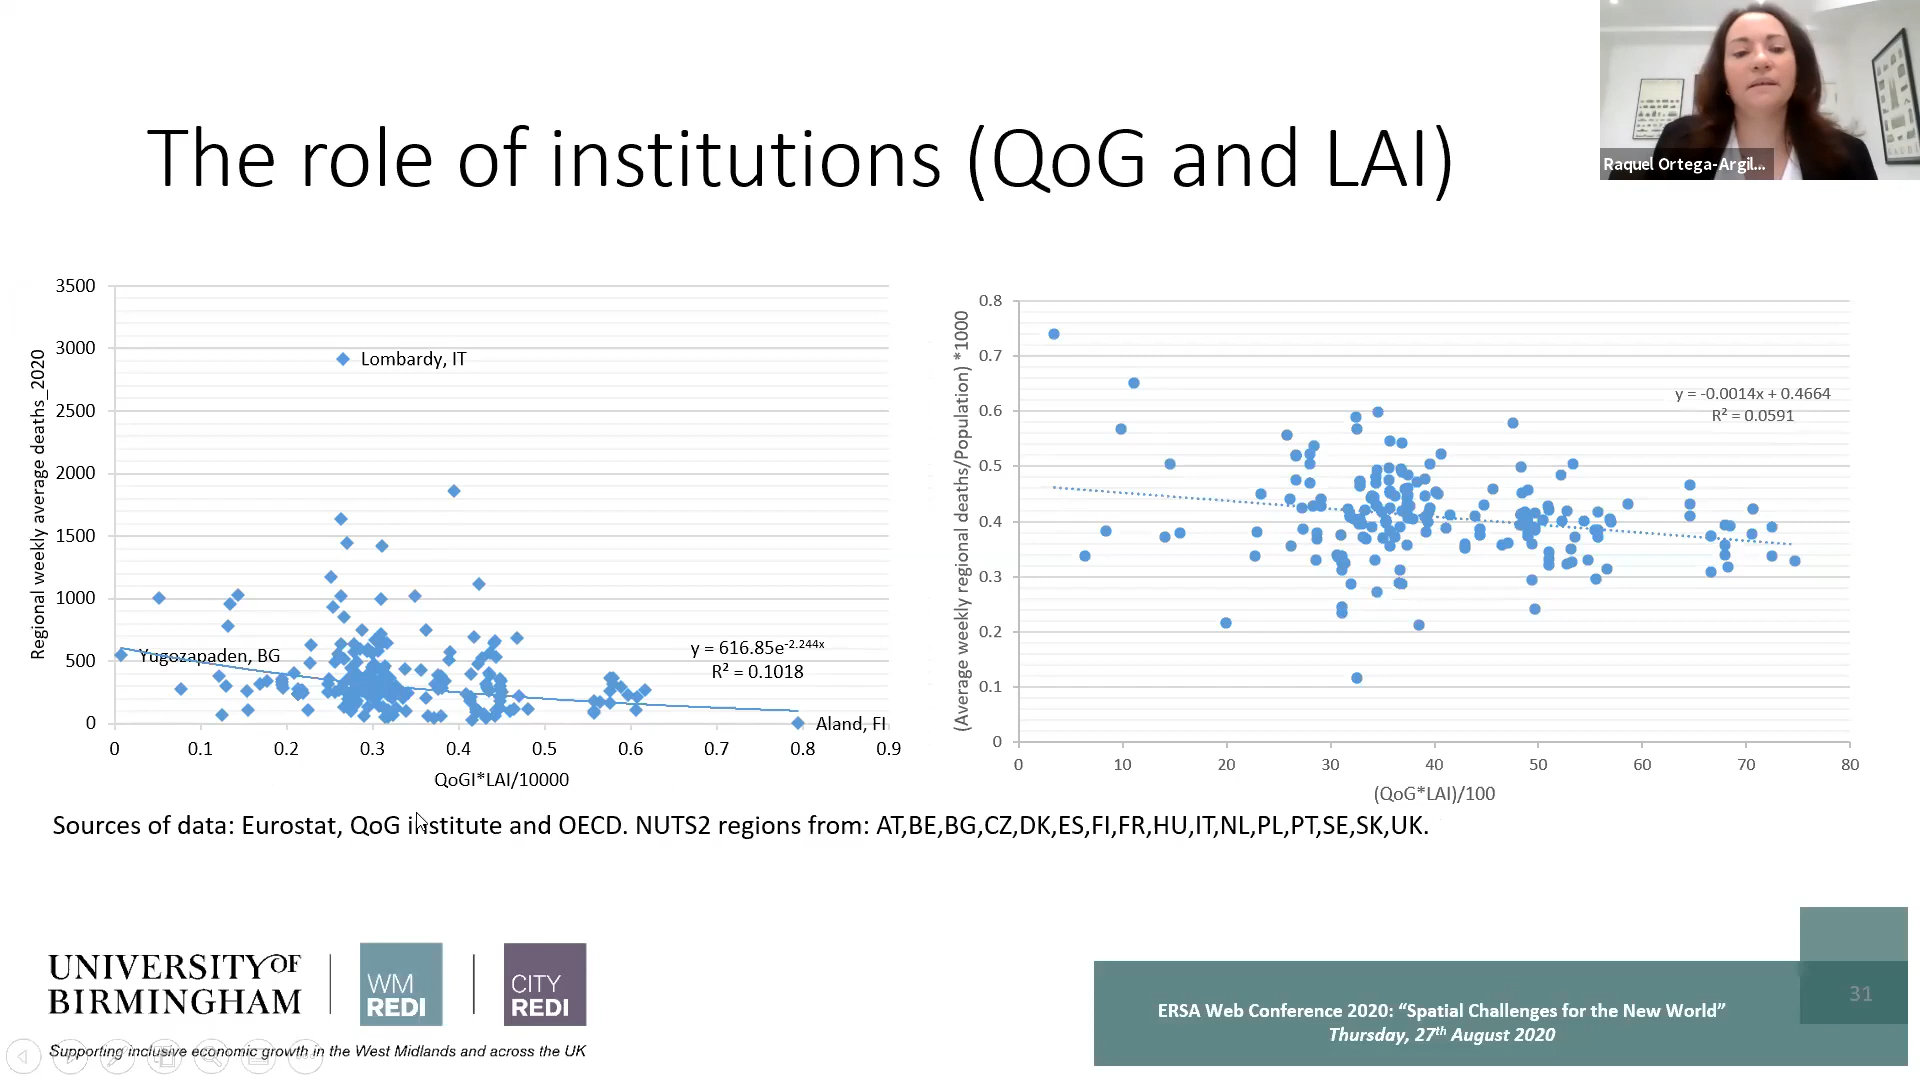 Raquel Ortega-Argil...
The role of institutions (QoG and LAI)
Regional weekly average deaths_2020
3500
3000
2500
2000
1500
1000
500
0
Lombardy, IT
Yugozapaden, BG
y = 616.85e-2.244x
R² = 0.1018
Aland, FI
0 0.1 0.2 0.3 0.4 0.5 0.6 0.7 0.8 0.9
QoGI*LAI/10000
(Average weekly regional deaths/Population) *1000
0.8
0.7
0.6
0.5
0.4
0.3
0.2
0.1
0
y = -0.0014x + 0.4664
R² = 0.0591
0 10 20 30 40 50 60 70 80
(QoG*LAI)/100
Sources of data: Eurostat, QoG institute and OECD. NUTS2 regions from: AT,BE,BG,CZ,DK,ES,FI,FR,HU,IT,NL,PL,PT,SE,SK,UK.
UNIVERSITY OF
BIRMINGHAM
WM
REDI
CITY
REDI
Supporting inclusive economic growth in the West Midlands and across the UK
31
ERSA Web Conference 2020: “Spatial Challenges for the New World”
Thursday, 27th August 2020